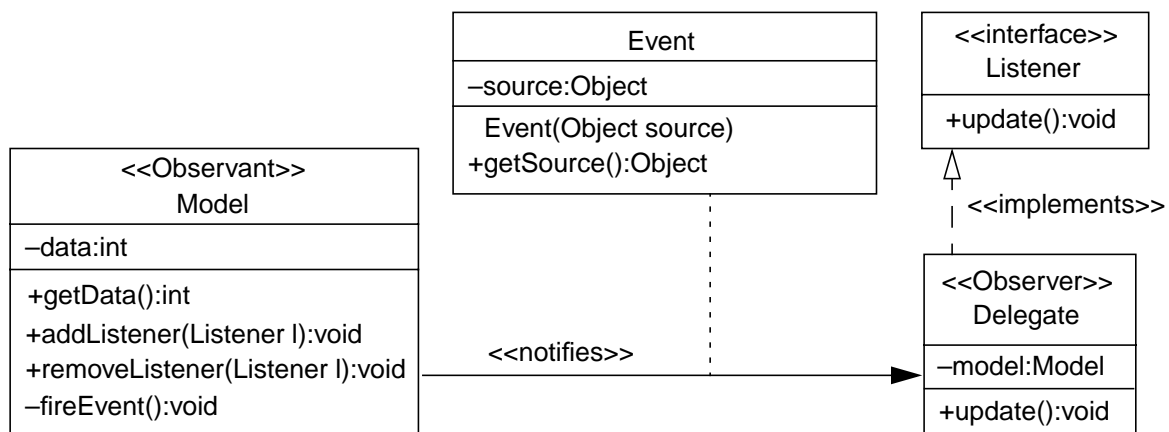 Event
–source:Object
Event(Object source)
+getSource():Object
<<interface>>
Listener
+update():void
<<Observant>>
Model
–data:int
+getData():int
+addListener(Listener l):void
+removeListener(Listener l):void
–fireEvent():void
<<notifies>>
<<implements>>
<<Observer>>
Delegate
–model:Model
+update():void